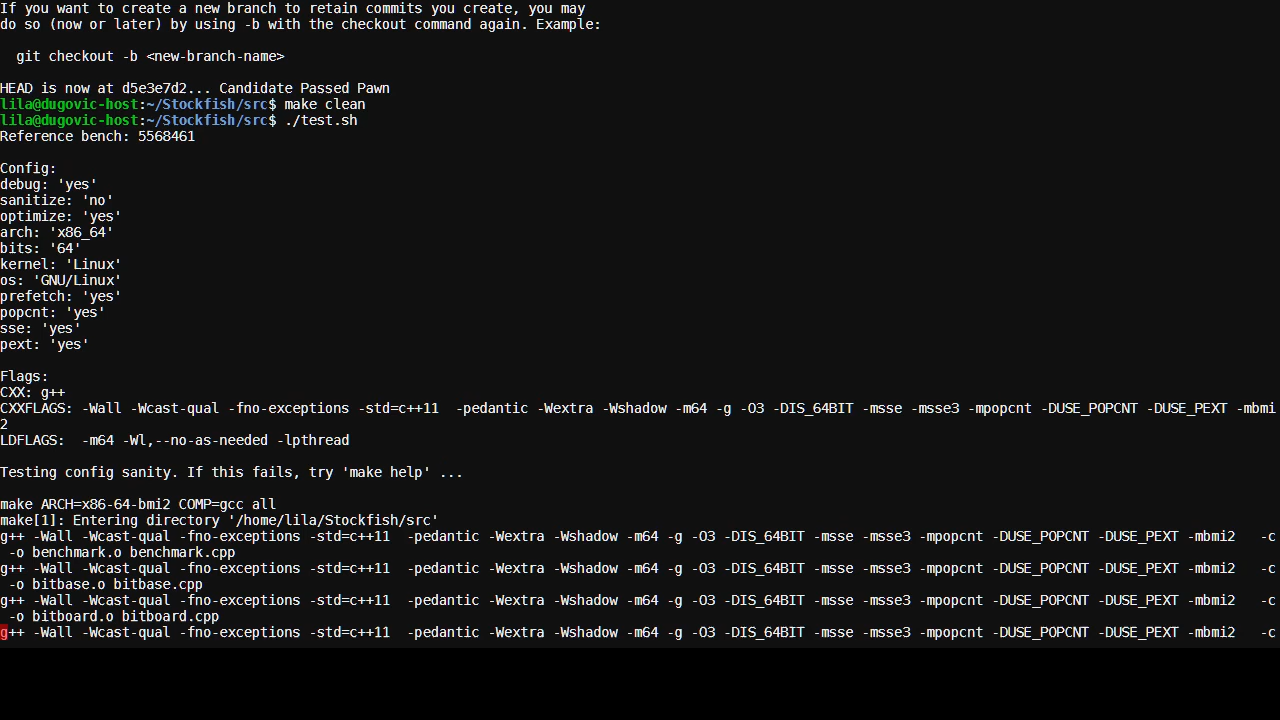 If you want to create a new branch to retain commits you create, you may
do so (now or later) by using -b with the checkout command again. Example:
  git checkout -b <new-branch-name>
HEAD is now at d5e3e7d2... Candidate Passed Pawn
lila@dugovic-host:~/Stockfish/src$ make clean
lila@dugovic-host:~/Stockfish/src$ ./test.sh
Reference bench: 5568461
Config:
debug: 'yes'
sanitize: 'no'
optimize: 'yes'
arch: 'x86_64'
bits: '64'
kernel: 'Linux'
os: 'GNU/Linux'
prefetch: 'yes'
popcnt: 'yes'
sse: 'yes'
pext: 'yes'
Flags:
CXX: g++
CXXFLAGS: -Wall -Wcast-qual -fno-exceptions -std=c++11  -pedantic -Wextra -Wshadow -m64 -g -O3 -DIS_64BIT -msse -msse3 -mpopcnt -DUSE_POPCNT -DUSE_PEXT -mbmi
2
LDFLAGS:  -m64 -Wl,--no-as-needed -lpthread
Testing config sanity. If this fails, try 'make help' ...
make ARCH=x86-64-bmi2 COMP=gcc all
make[1]: Entering directory '/home/lila/Stockfish/src'
g++ -Wall -Wcast-qual -fno-exceptions -std=c++11  -pedantic -Wextra -Wshadow -m64 -g -O3 -DIS_64BIT -msse -msse3 -mpopcnt -DUSE_POPCNT -DUSE_PEXT -mbmi2   -c
 -o benchmark.o benchmark.cpp
g++ -Wall -Wcast-qual -fno-exceptions -std=c++11  -pedantic -Wextra -Wshadow -m64 -g -O3 -DIS_64BIT -msse -msse3 -mpopcnt -DUSE_POPCNT -DUSE_PEXT -mbmi2   -c
 -o bitbase.o bitbase.cpp
g++ -Wall -Wcast-qual -fno-exceptions -std=c++11  -pedantic -Wextra -Wshadow -m64 -g -O3 -DIS_64BIT -msse -msse3 -mpopcnt -DUSE_POPCNT -DUSE_PEXT -mbmi2   -c
 -o bitboard.o bitboard.cpp
g++ -Wall -Wcast-qual -fno-exceptions -std=c++11  -pedantic -Wextra -Wshadow -m64 -g -O3 -DIS_64BIT -msse -msse3 -mpopcnt -DUSE_POPCNT -DUSE_PEXT -mbmi2   -c